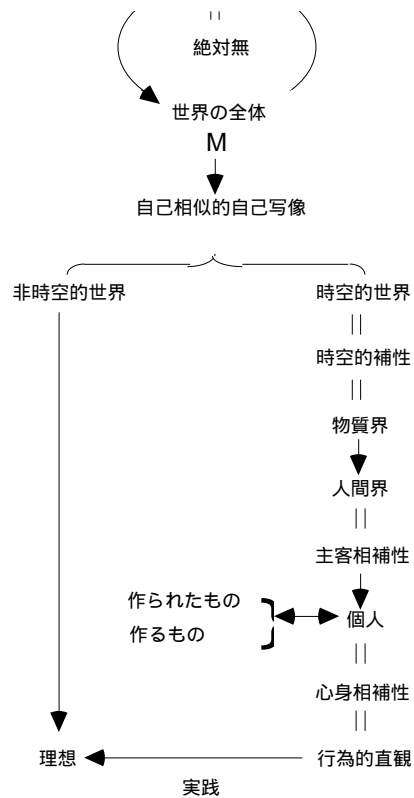 絶対無
世界の全体
M
自己相似的自己写像
非時空的世界
時空的世界
時空的補性
物質界
人間界
主客相補性
作られたもの
作るもの
個人
心身相補性
理想
行為的直観
実践